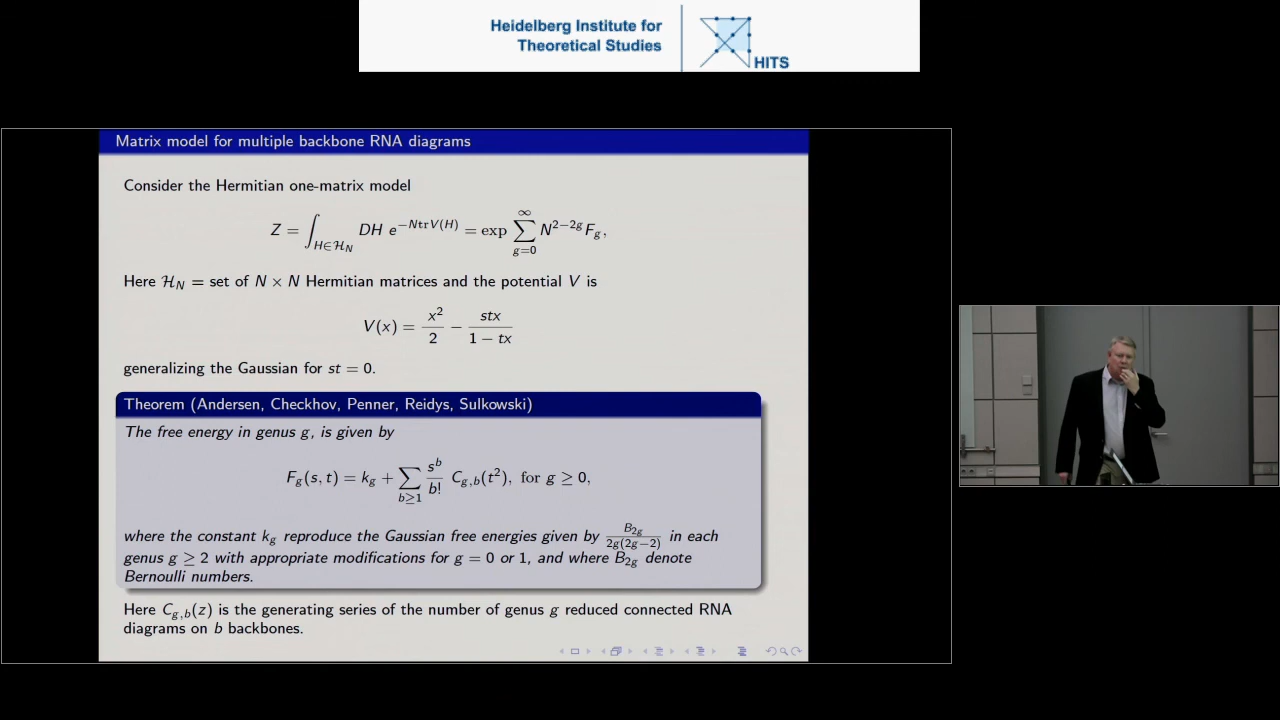 Heidelberg Institute for
Theoretical Studies
HITS
Matrix model for multiple backbone RNA diagrams
Consider the Hermitian one-matrix model
Z = ∫_{H∈ℋ_N} DH e^{−NtrV(H)} = exp ∑_{g=0}^{∞} N^{2−2g} F_g,
Here ℋ_N = set of N × N Hermitian matrices and the potential V is
V(x) = x²/2 − stx/(1 − tx)
generalizing the Gaussian for st = 0.
Theorem (Andersen, Checkhov, Penner, Reidys, Sulkowski)
The free energy in genus g, is given by
F_g(s, t) = k_g + ∑_{b≥1} s^b/b! C_{g,b}(t²), for g ≥ 0,
where the constant k_g reproduce the Gaussian free energies given by B_{2g}/2g(2g−2) in each
genus g ≥ 2 with appropriate modifications for g = 0 or 1, and where B_{2g} denote
Bernoulli numbers.
Here C_{g,b}(z) is the generating series of the number of genus g reduced connected RNA
diagrams on b backbones.